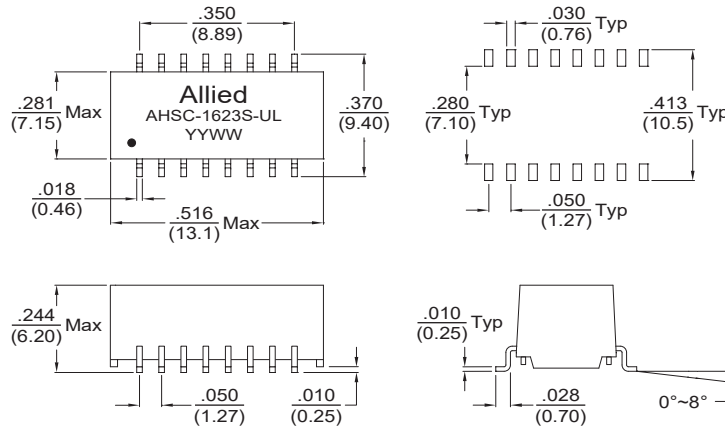 .350
(8.89)
.030 Typ
(0.76)
.281 Max
(7.15)
Allied
AHSC-1623S-UL
YYWW
.370
(9.40)
.280 Typ
(7.10)
.413 Typ
(10.5)
.018
(0.46)
.516 Max
(13.1)
.050 Typ
(1.27)
.244 Max
(6.20)
.050
(1.27)
.010
(0.25)
.010 Typ
(0.25)
.028
(0.70)
0°~8°